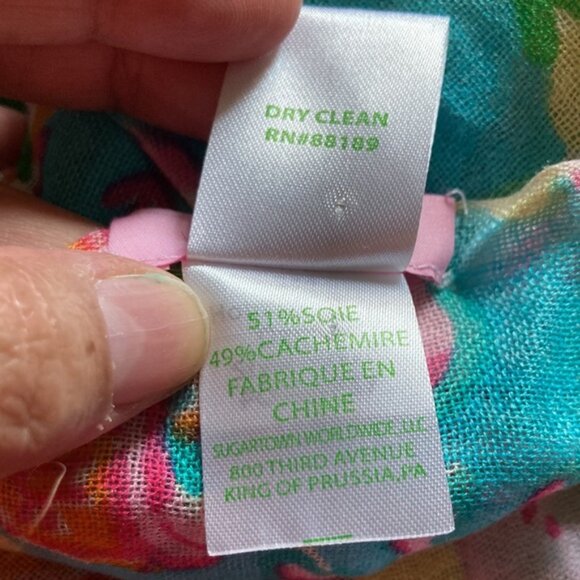 DRY CLEAN
RN#88189
51%SOIE
49%CACHEMIRE
FABRIQUE EN
CHINE
SUGARTOWN WORLDWIDE, LLC
800 THIRD AVENUE
KING OF PRUSSIA,PA